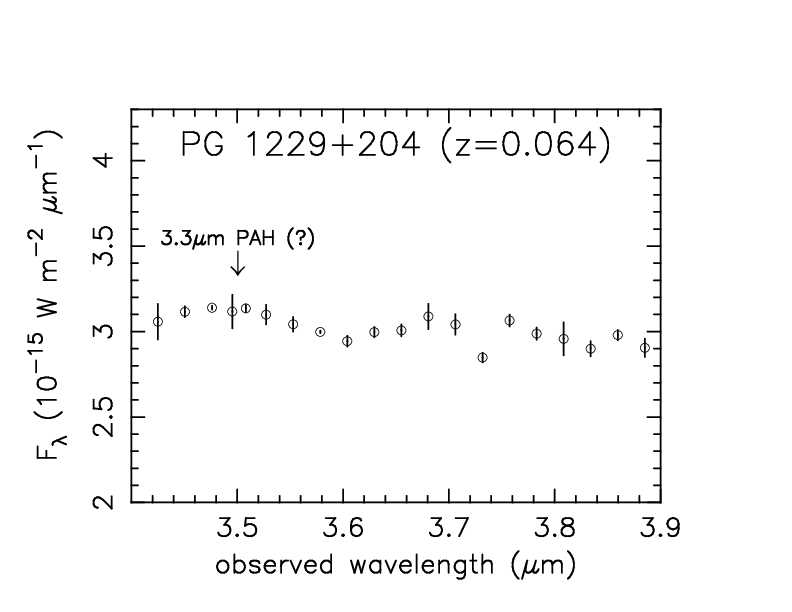 PG 1229+204 (z=0.064)
3.3μm PAH (?)
F_λ (10^−15 W m^−2 μm^−1)
4
3.5
3
2.5
2
3.5 3.6 3.7 3.8 3.9
observed wavelength (μm)